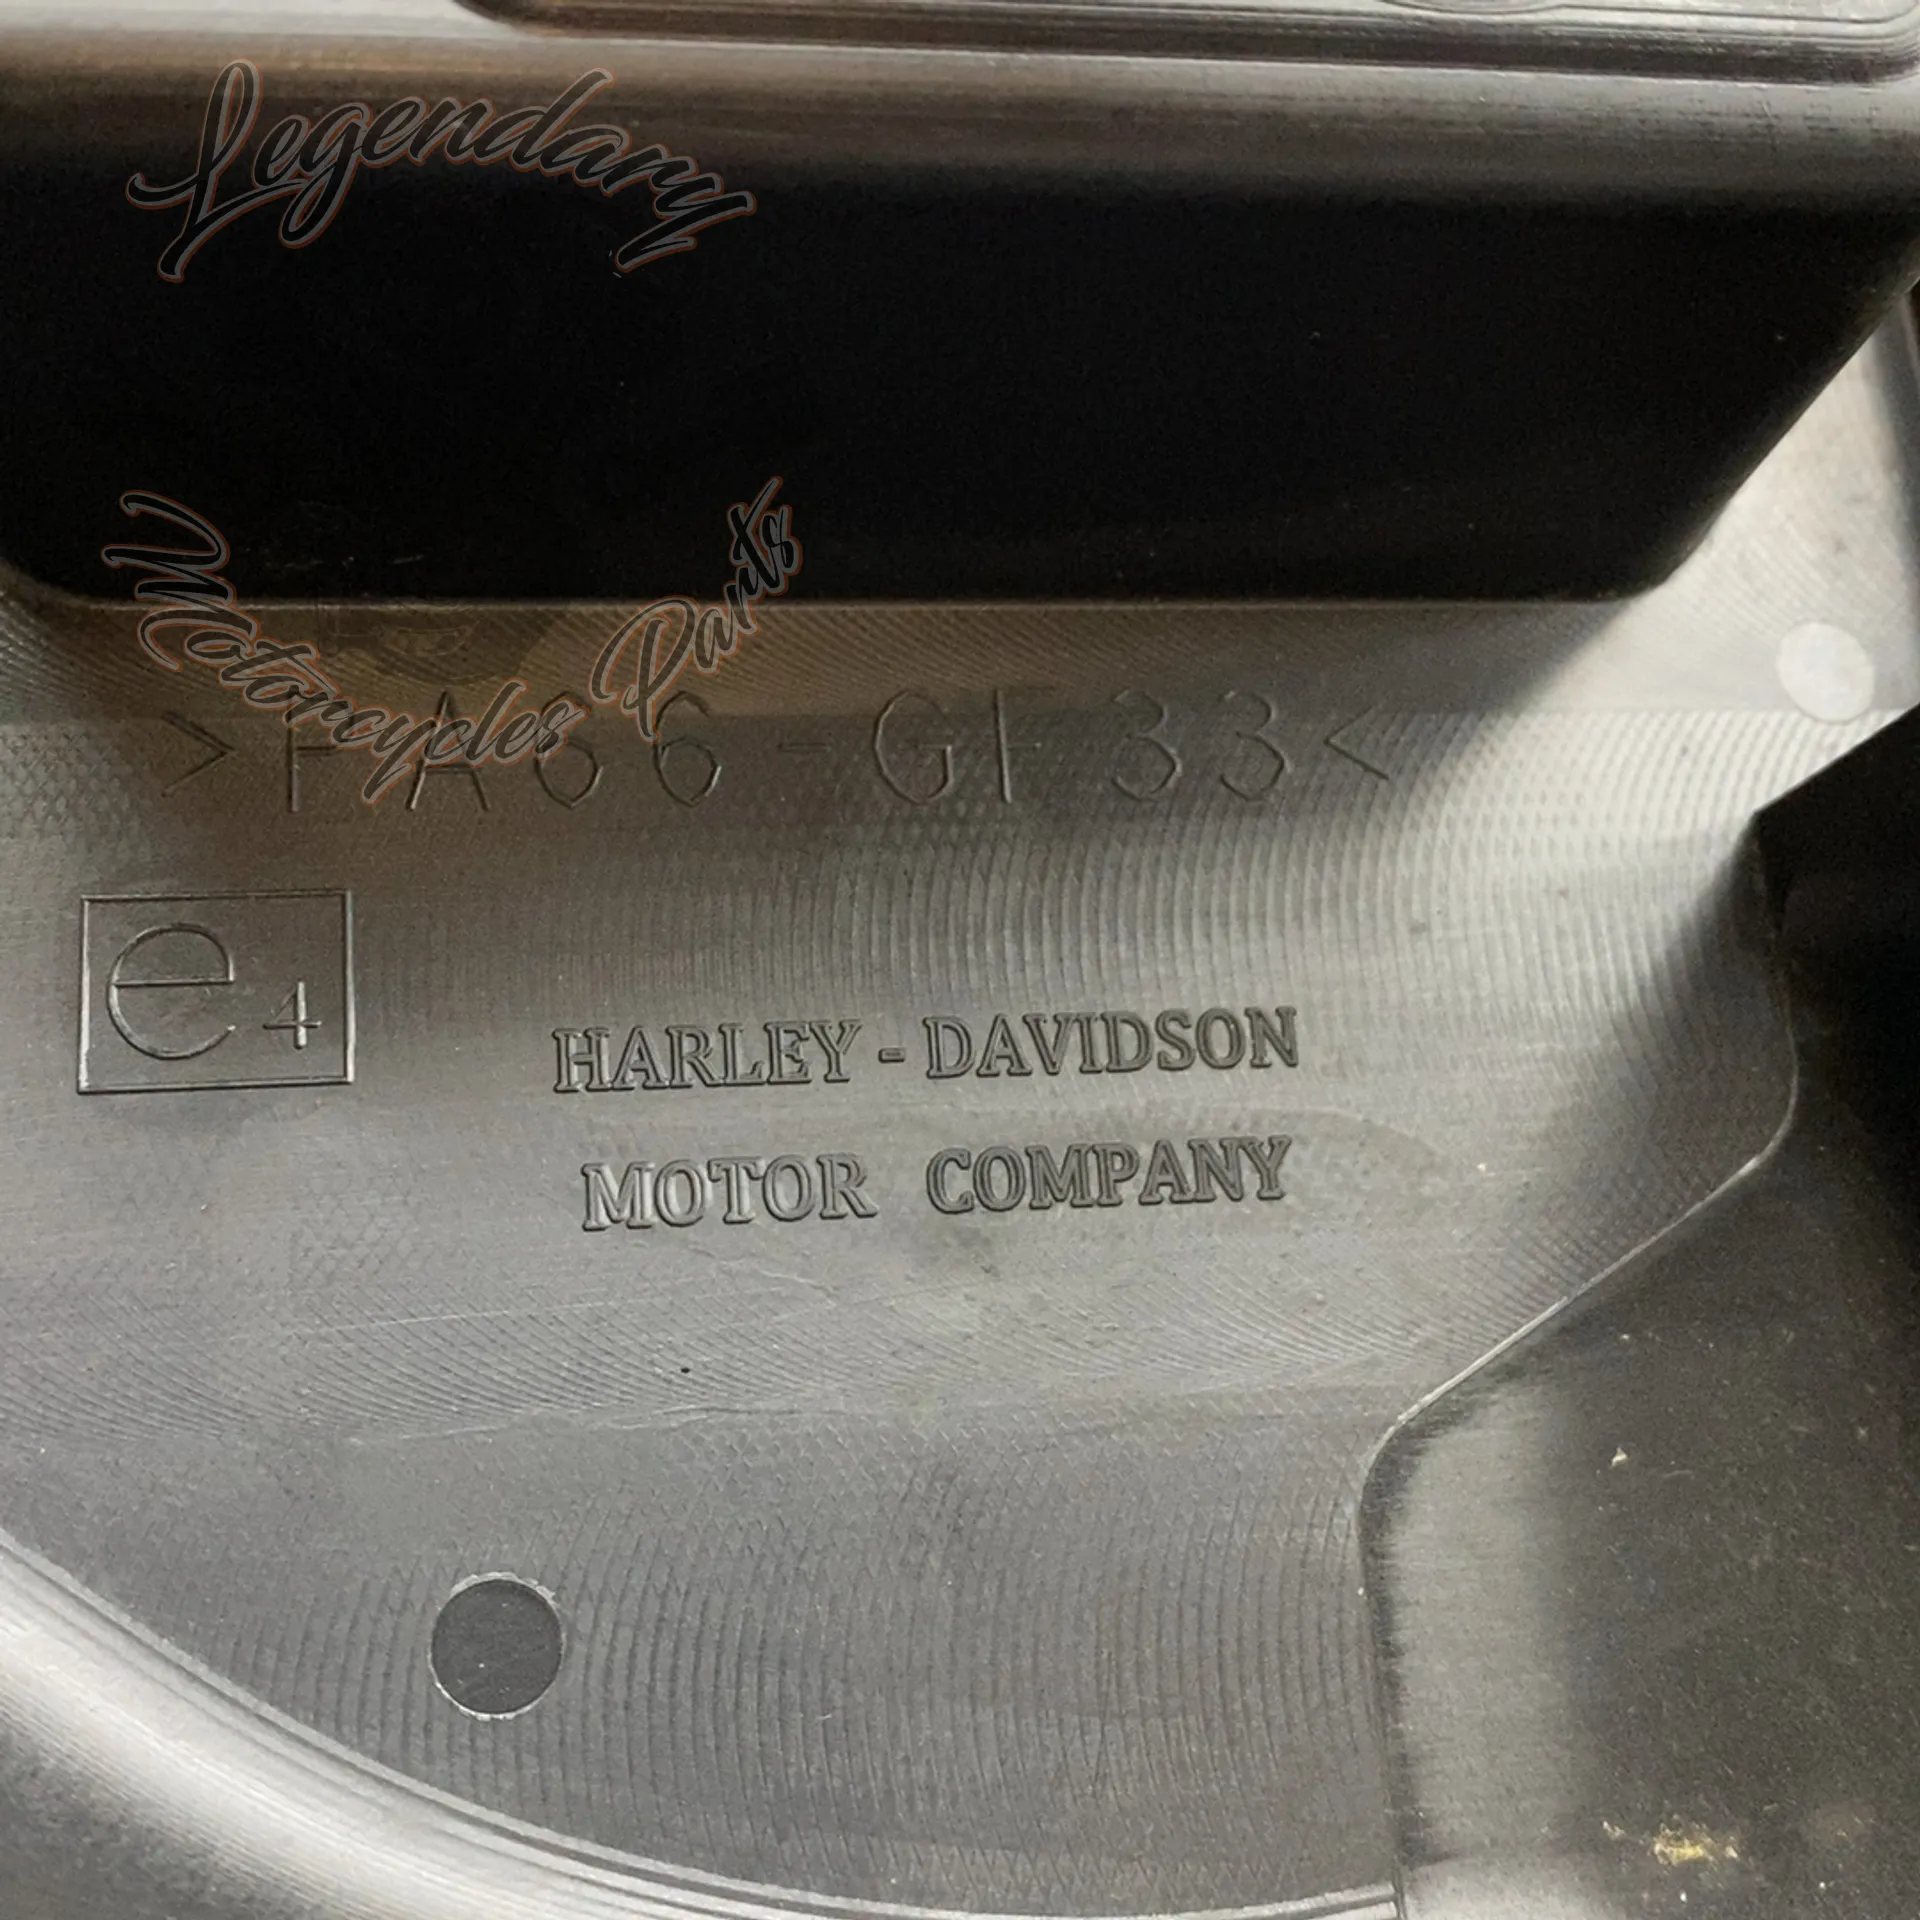 Legendary
Motorcycles Parts
>PA66-GF33<
e4
HARLEY-DAVIDSON
MOTOR COMPANY